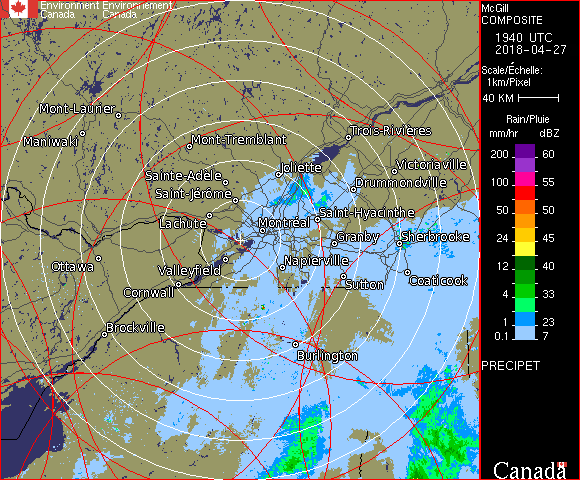 Environment Environnement
Canada Canada
McGill
COMPOSITE
1940 UTC
2018-04-27
Scale/Échelle:
1km/Pixel
40 KM
Rain/Pluie
mm/hr dBZ
200 60
100 55
50 50
24 45
12 40
4 33
1 23
0.1 7
PRECIPET
Canada
Mont-Laurier
Maniwaki
Mont-Tremblant
Trois-Rivières
Sainte-Adèle
Joliette
Victoriaville
Saint-Jérôme
Drummondville
Lachute
Montréal
Saint-Hyacinthe
Granby
Sherbrooke
Ottawa
Valleyfield
Napierville
Cornwall
Sutton
Coaticook
Brockville
Burlington